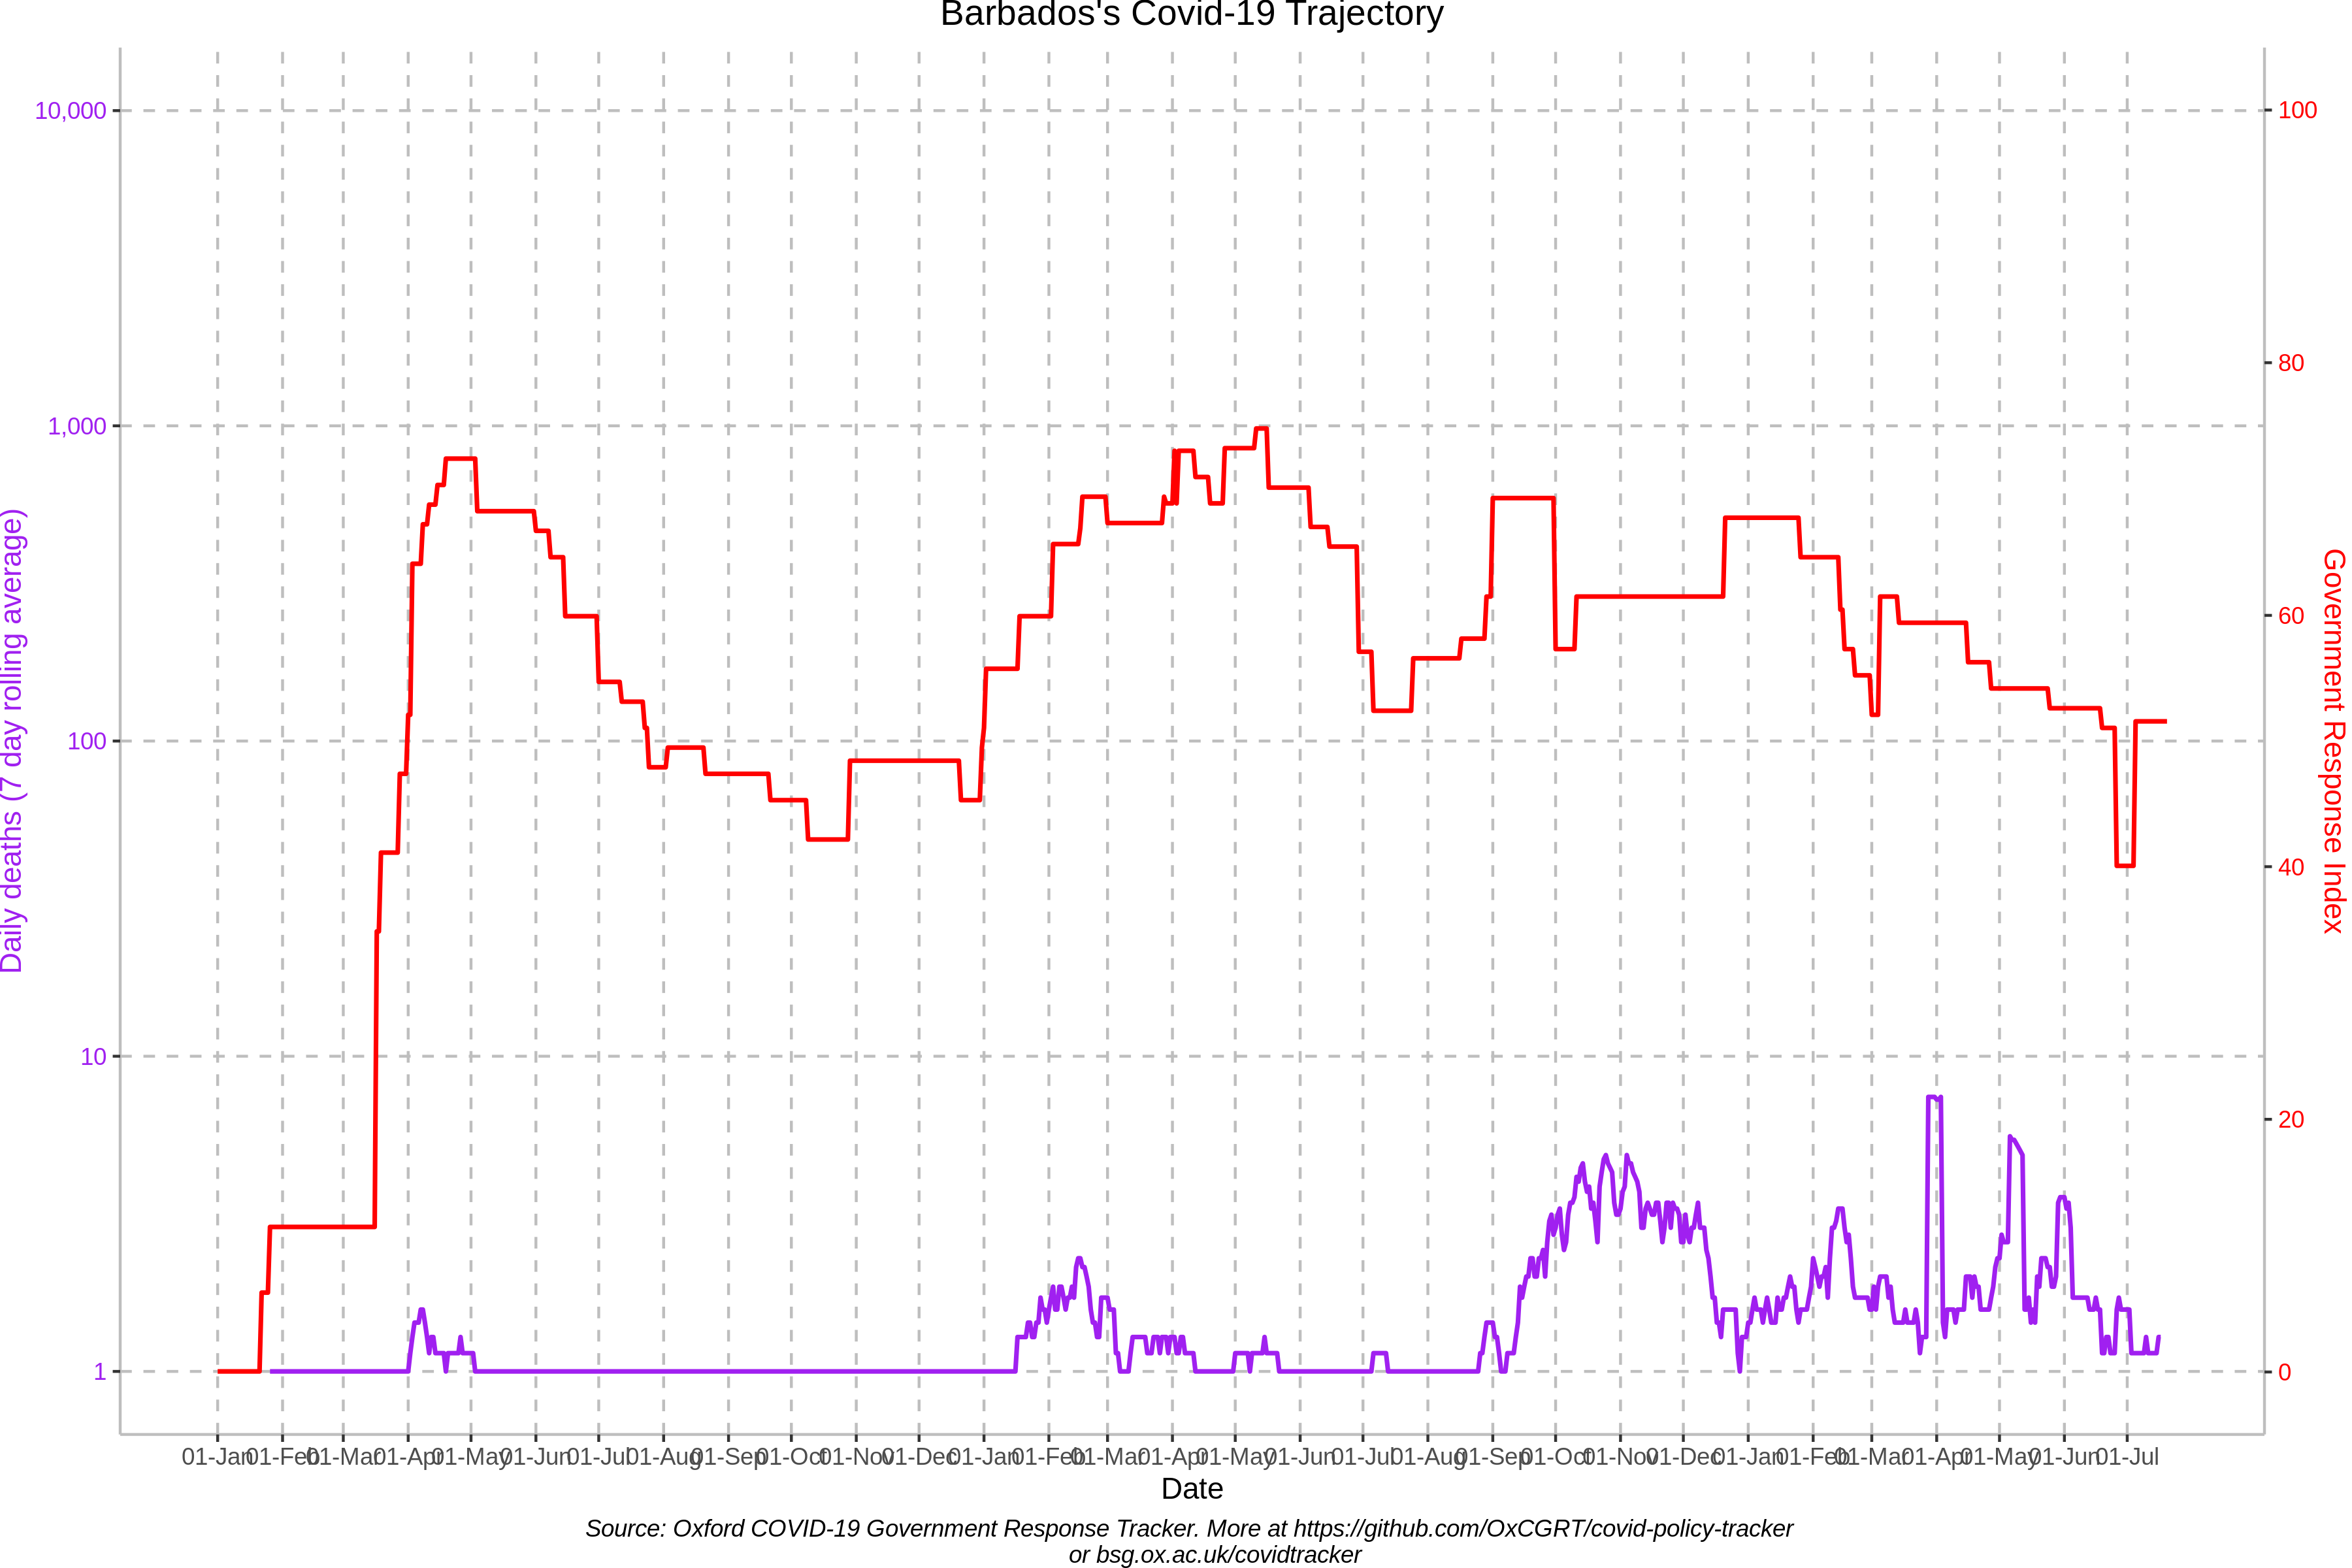 Barbados's Covid-19 Trajectory
10,000
1,000
100
10
1
Daily deaths (7 day rolling average)
100
80
60
40
20
0
Government Response Index
01-Jan 01-Feb 01-Mar 01-Apr 01-May 01-Jun 01-Jul 01-Aug 01-Sep 01-Oct 01-Nov 01-Dec 01-Jan 01-Feb 01-Mar 01-Apr 01-May 01-Jun 01-Jul 01-Aug 01-Sep 01-Oct 01-Nov 01-Dec 01-Jan 01-Feb 01-Mar 01-Apr 01-May 01-Jun 01-Jul
Date
Source: Oxford COVID-19 Government Response Tracker. More at https://github.com/OxCGRT/covid-policy-tracker
or bsg.ox.ac.uk/covidtracker